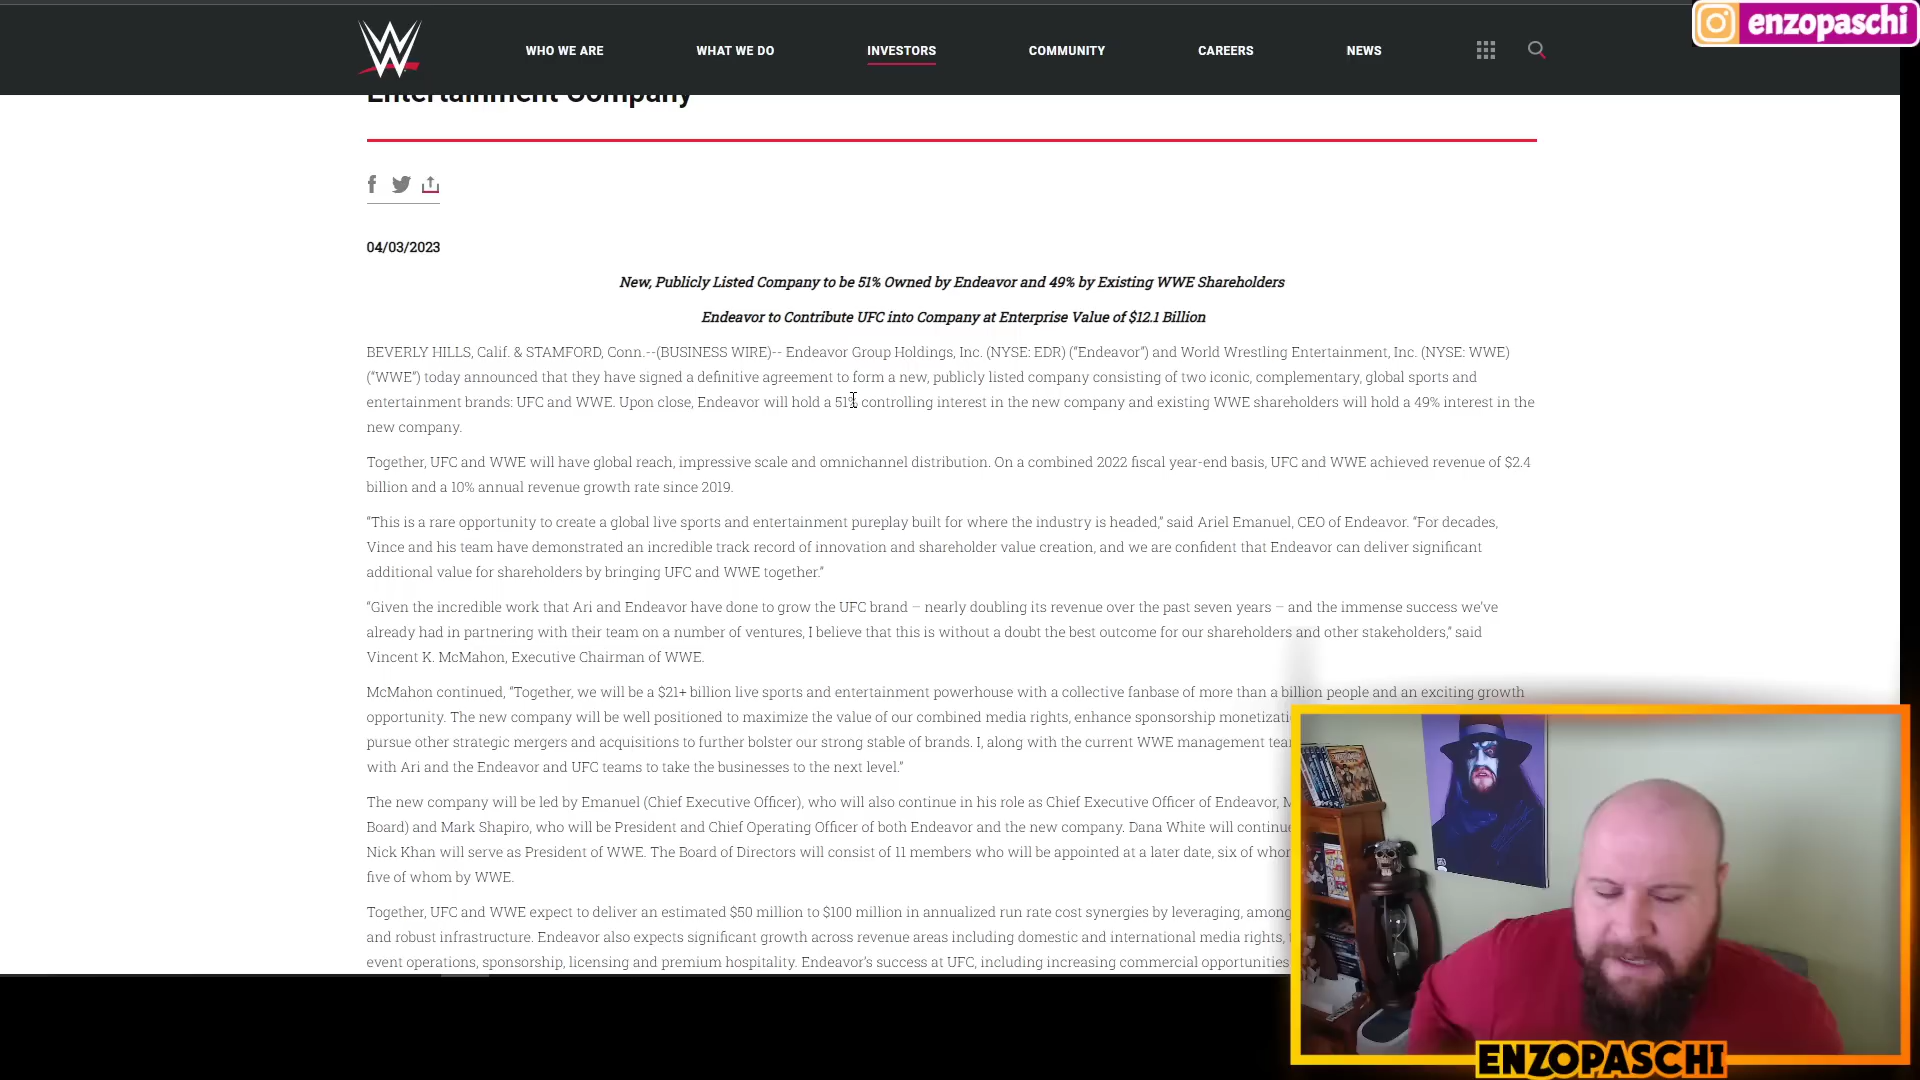 enzopaschi
WHO WE ARE
WHAT WE DO
INVESTORS
COMMUNITY
CAREERS
NEWS
Entertainment Company
04/03/2023
New, Publicly Listed Company to be 51% Owned by Endeavor and 49% by Existing WWE Shareholders
Endeavor to Contribute UFC into Company at Enterprise Value of $12.1 Billion
BEVERLY HILLS, Calif. & STAMFORD, Conn.--(BUSINESS WIRE)-- Endeavor Group Holdings, Inc. (NYSE: EDR) (“Endeavor”) and World Wrestling Entertainment, Inc. (NYSE: WWE)
(“WWE”) today announced that they have signed a definitive agreement to form a new, publicly listed company consisting of two iconic, complementary, global sports and
entertainment brands: UFC and WWE. Upon close, Endeavor will hold a 51% controlling interest in the new company and existing WWE shareholders will hold a 49% interest in the
new company.
Together, UFC and WWE will have global reach, impressive scale and omnichannel distribution. On a combined 2022 fiscal year-end basis, UFC and WWE achieved revenue of $2.4
billion and a 10% annual revenue growth rate since 2019.
“This is a rare opportunity to create a global live sports and entertainment pureplay built for where the industry is headed,” said Ariel Emanuel, CEO of Endeavor. “For decades,
Vince and his team have demonstrated an incredible track record of innovation and shareholder value creation, and we are confident that Endeavor can deliver significant
additional value for shareholders by bringing UFC and WWE together.”
“Given the incredible work that Ari and Endeavor have done to grow the UFC brand – nearly doubling its revenue over the past seven years – and the immense success we’ve
already had in partnering with their team on a number of ventures, I believe that this is without a doubt the best outcome for our shareholders and other stakeholders,” said
Vincent K. McMahon, Executive Chairman of WWE.
McMahon continued, “Together, we will be a $21+ billion live sports and entertainment powerhouse with a collective fanbase of more than a billion people and an exciting growth
opportunity. The new company will be well positioned to maximize the value of our combined media rights, enhance sponsorship monetizati
pursue other strategic mergers and acquisitions to further bolster our strong stable of brands. I, along with the current WWE management tea
with Ari and the Endeavor and UFC teams to take the businesses to the next level.”
The new company will be led by Emanuel (Chief Executive Officer), who will also continue in his role as Chief Executive Officer of Endeavor, M
Board) and Mark Shapiro, who will be President and Chief Operating Officer of both Endeavor and the new company. Dana White will continue
Nick Khan will serve as President of WWE. The Board of Directors will consist of 11 members who will be appointed at a later date, six of whom
five of whom by WWE.
Together, UFC and WWE expect to deliver an estimated $50 million to $100 million in annualized run rate cost synergies by leveraging, among
and robust infrastructure. Endeavor also expects significant growth across revenue areas including domestic and international media rights,
event operations, sponsorship, licensing and premium hospitality. Endeavor’s success at UFC, including increasing commercial opportunities
ENZOPASCHI